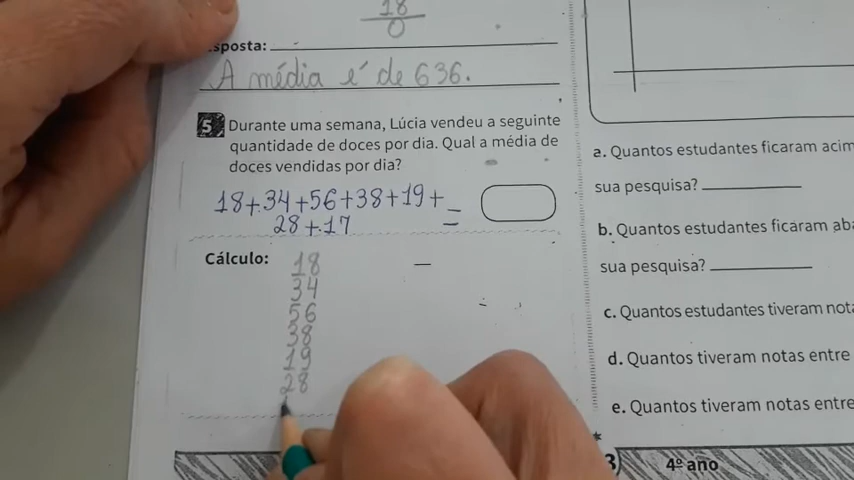 18
0
sposta:
A média é de 636.
5 Durante uma semana, Lúcia vendeu a seguinte
quantidade de doces por dia. Qual a média de
doces vendidas por dia?
18+34+56+38+19+ =
28+17
Cálculo: 18
34
56
38
19
28
a. Quantos estudantes ficaram acim
sua pesquisa?
b. Quantos estudantes ficaram ab
sua pesquisa?
c. Quantos estudantes tiveram not
d. Quantos tiveram notas entre
e. Quantos tiveram notas entre
3 4º ano